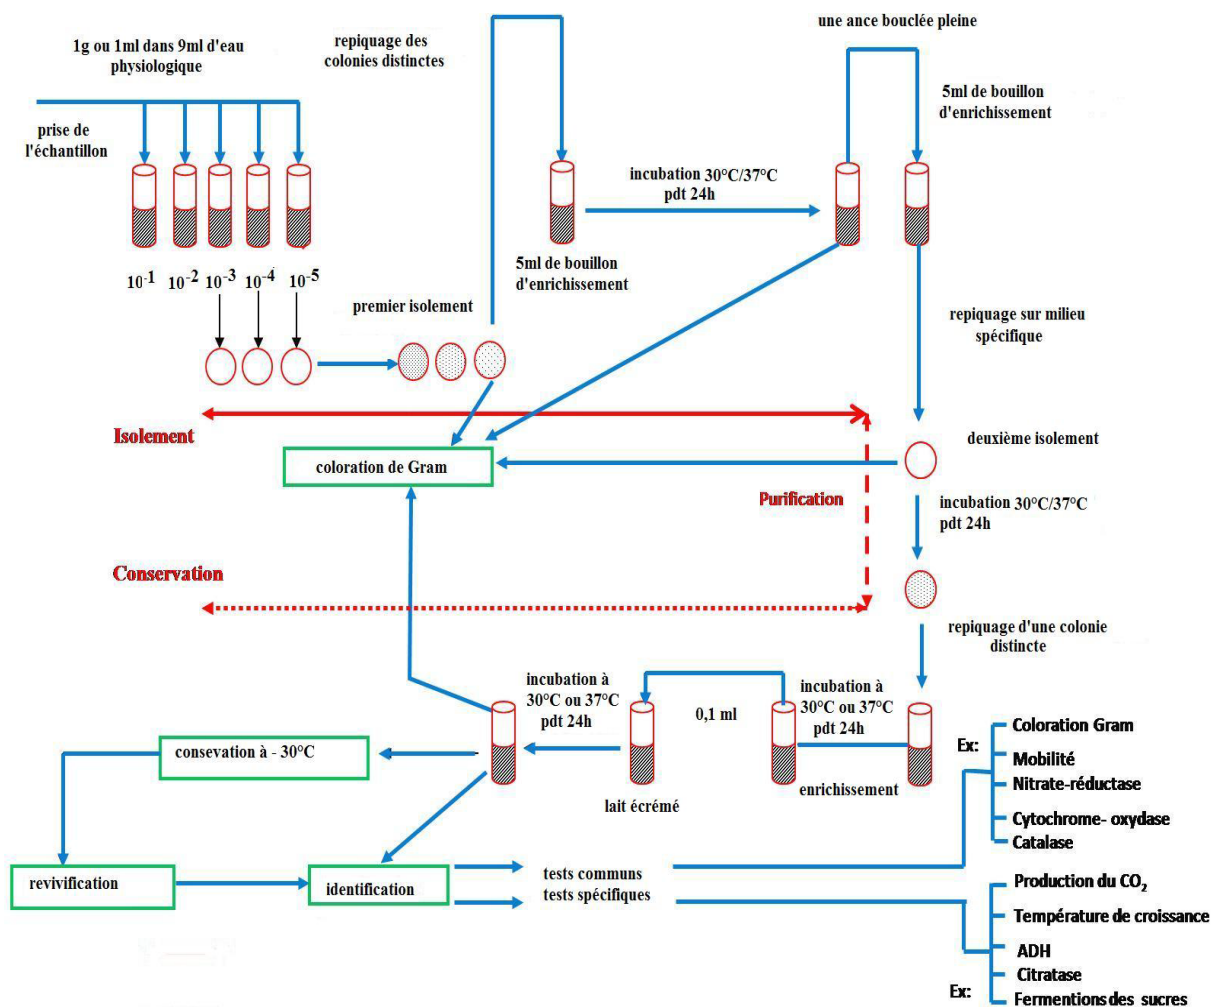 une ance bouclée pleine
1g ou 1ml dans 9ml d'eau
physiologique
repiquage des
colonies distinctes
5ml de bouillon
d'enrichissement
prise de
l'échantillon
incubation 30°C/37°C
pdt 24h
5ml de bouillon
d'enrichissement
10-1
10-2
10-3
10-4
10-5
premier isolement
repiquage sur milieu
spécifique
Isolement
deuxième isolement
coloration de Gram
Purification
incubation 30°C/37°C
pdt 24h
Conservation
repiquage d'une colonie
distincte
incubation à
30°C ou 37°C
pdt 24h
0,1 ml
incubation à
30°C ou 37°C
pdt 24h
consevation à - 30°C
lait écrémé
enrichissement
Ex:
Coloration Gram
Mobilité
Nitrate-réductase
Cytochrome- oxydase
Catalase
revivification
identification
tests communs
tests spécifiques
Production du CO2
Température de croissance
ADH
Citratase
Ex:
Fermentions des sucres